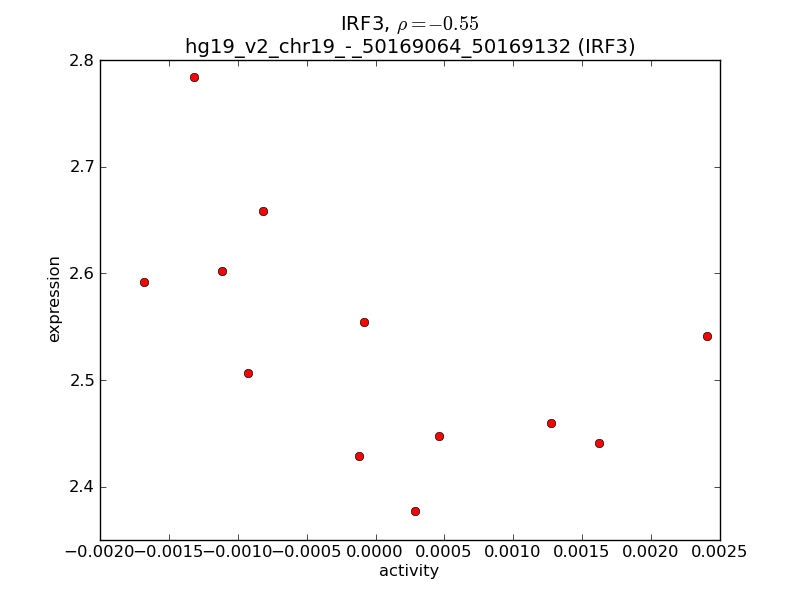 IRF3, ρ = −0.55
hg19_v2_chr19_-_50169064_50169132 (IRF3)
2.8
2.7
2.6
2.5
2.4
expression
−0.0020 −0.0015 −0.0010 −0.0005 0.0000 0.0005 0.0010 0.0015 0.0020 0.0025
activity